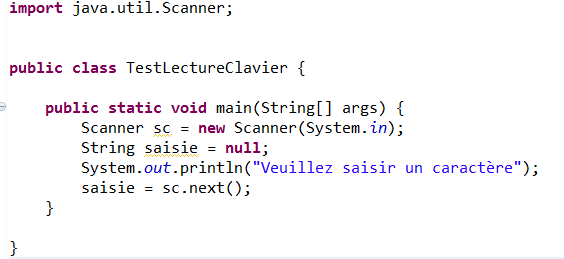 import java.util.Scanner;
public class TestLectureClavier {
public static void main(String[] args) {
Scanner sc = new Scanner(System.in);
String saisie = null;
System.out.println("Veuillez saisir un caractère");
saisie = sc.next();
}
}